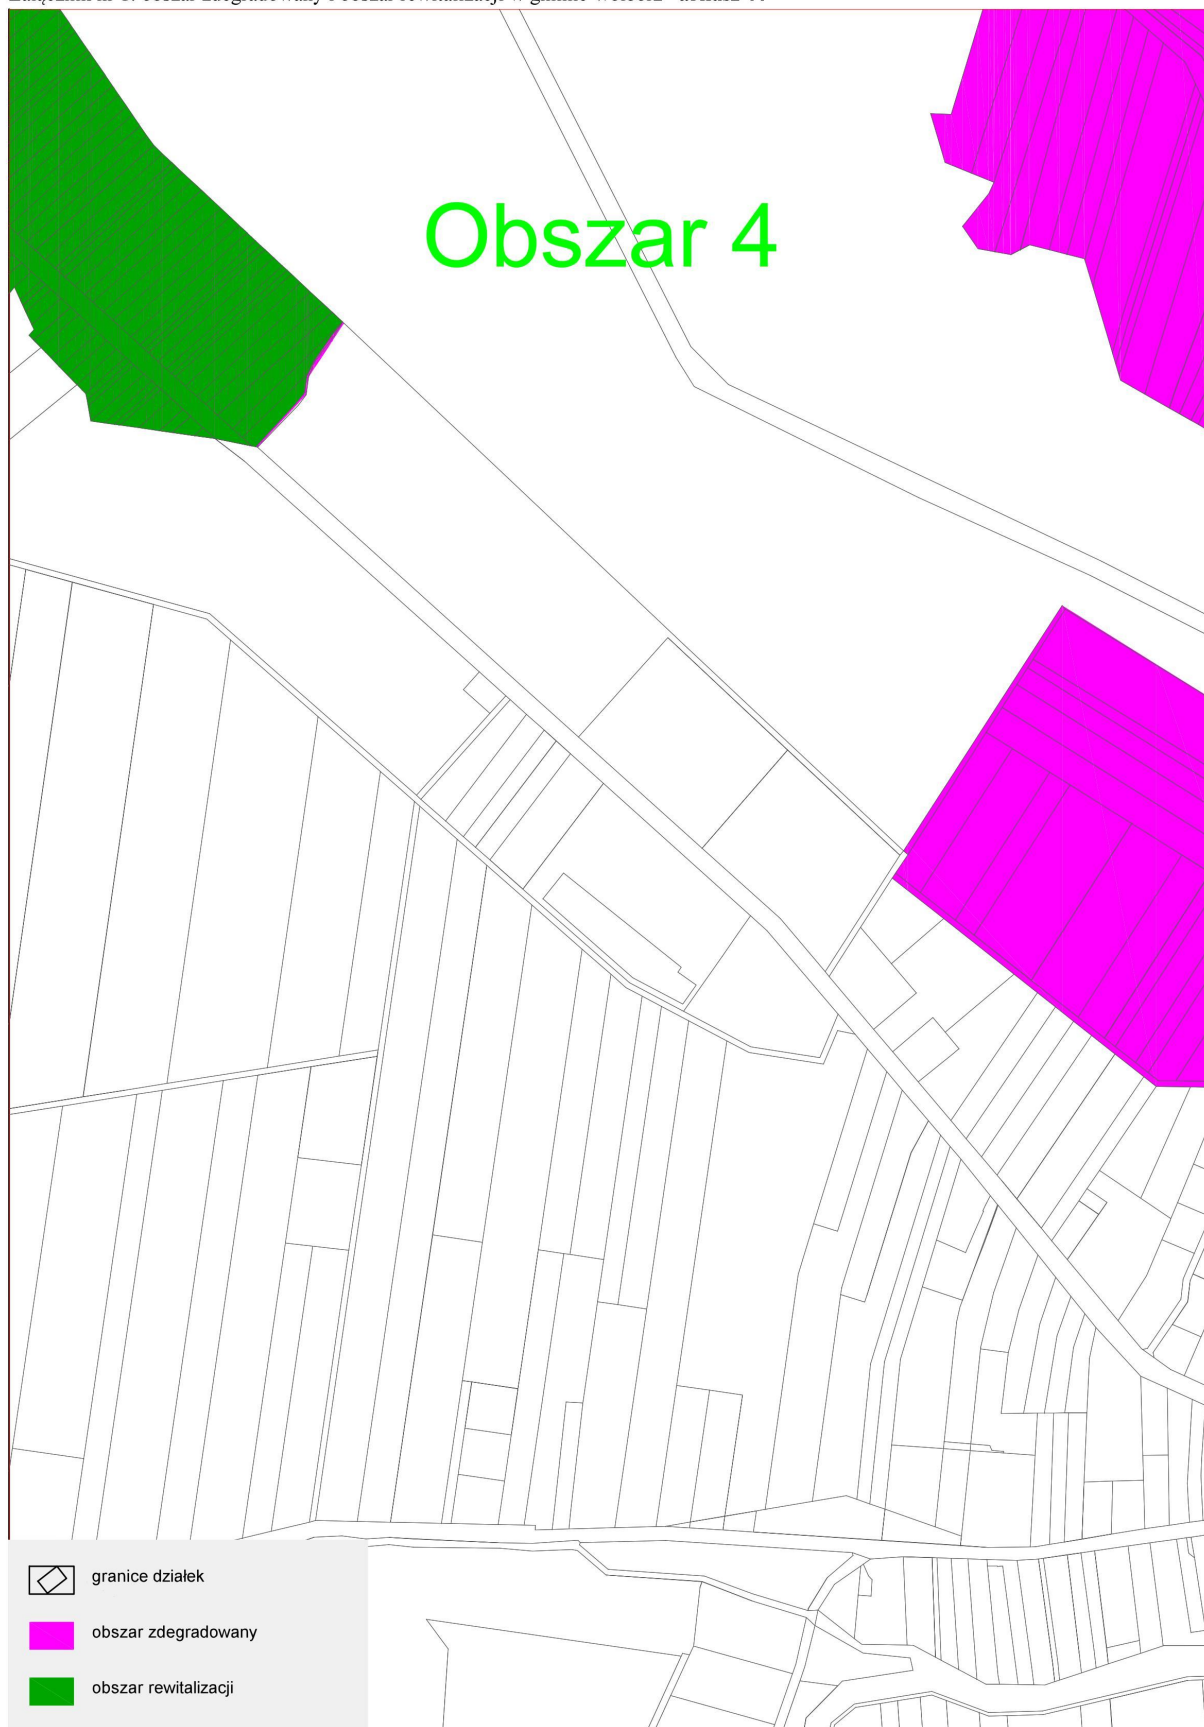 Obszar 4
granice działek
obszar zdegradowany
obszar rewitalizacji